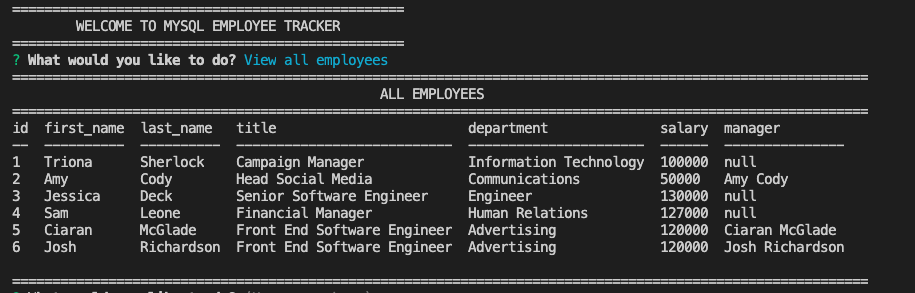 WELCOME TO MYSQL EMPLOYEE TRACKER
? What would you like to do? View all employees
ALL EMPLOYEES
id first_name last_name title department salary manager
1 Triona Sherlock Campaign Manager Information Technology 100000 null
2 Amy Cody Head Social Media Communications 50000 Amy Cody
3 Jessica Deck Senior Software Engineer Engineer 130000 null
4 Sam Leone Financial Manager Human Relations 127000 null
5 Ciaran McGlade Front End Software Engineer Advertising 120000 Ciaran McGlade
6 Josh Richardson Front End Software Engineer Advertising 120000 Josh Richardson